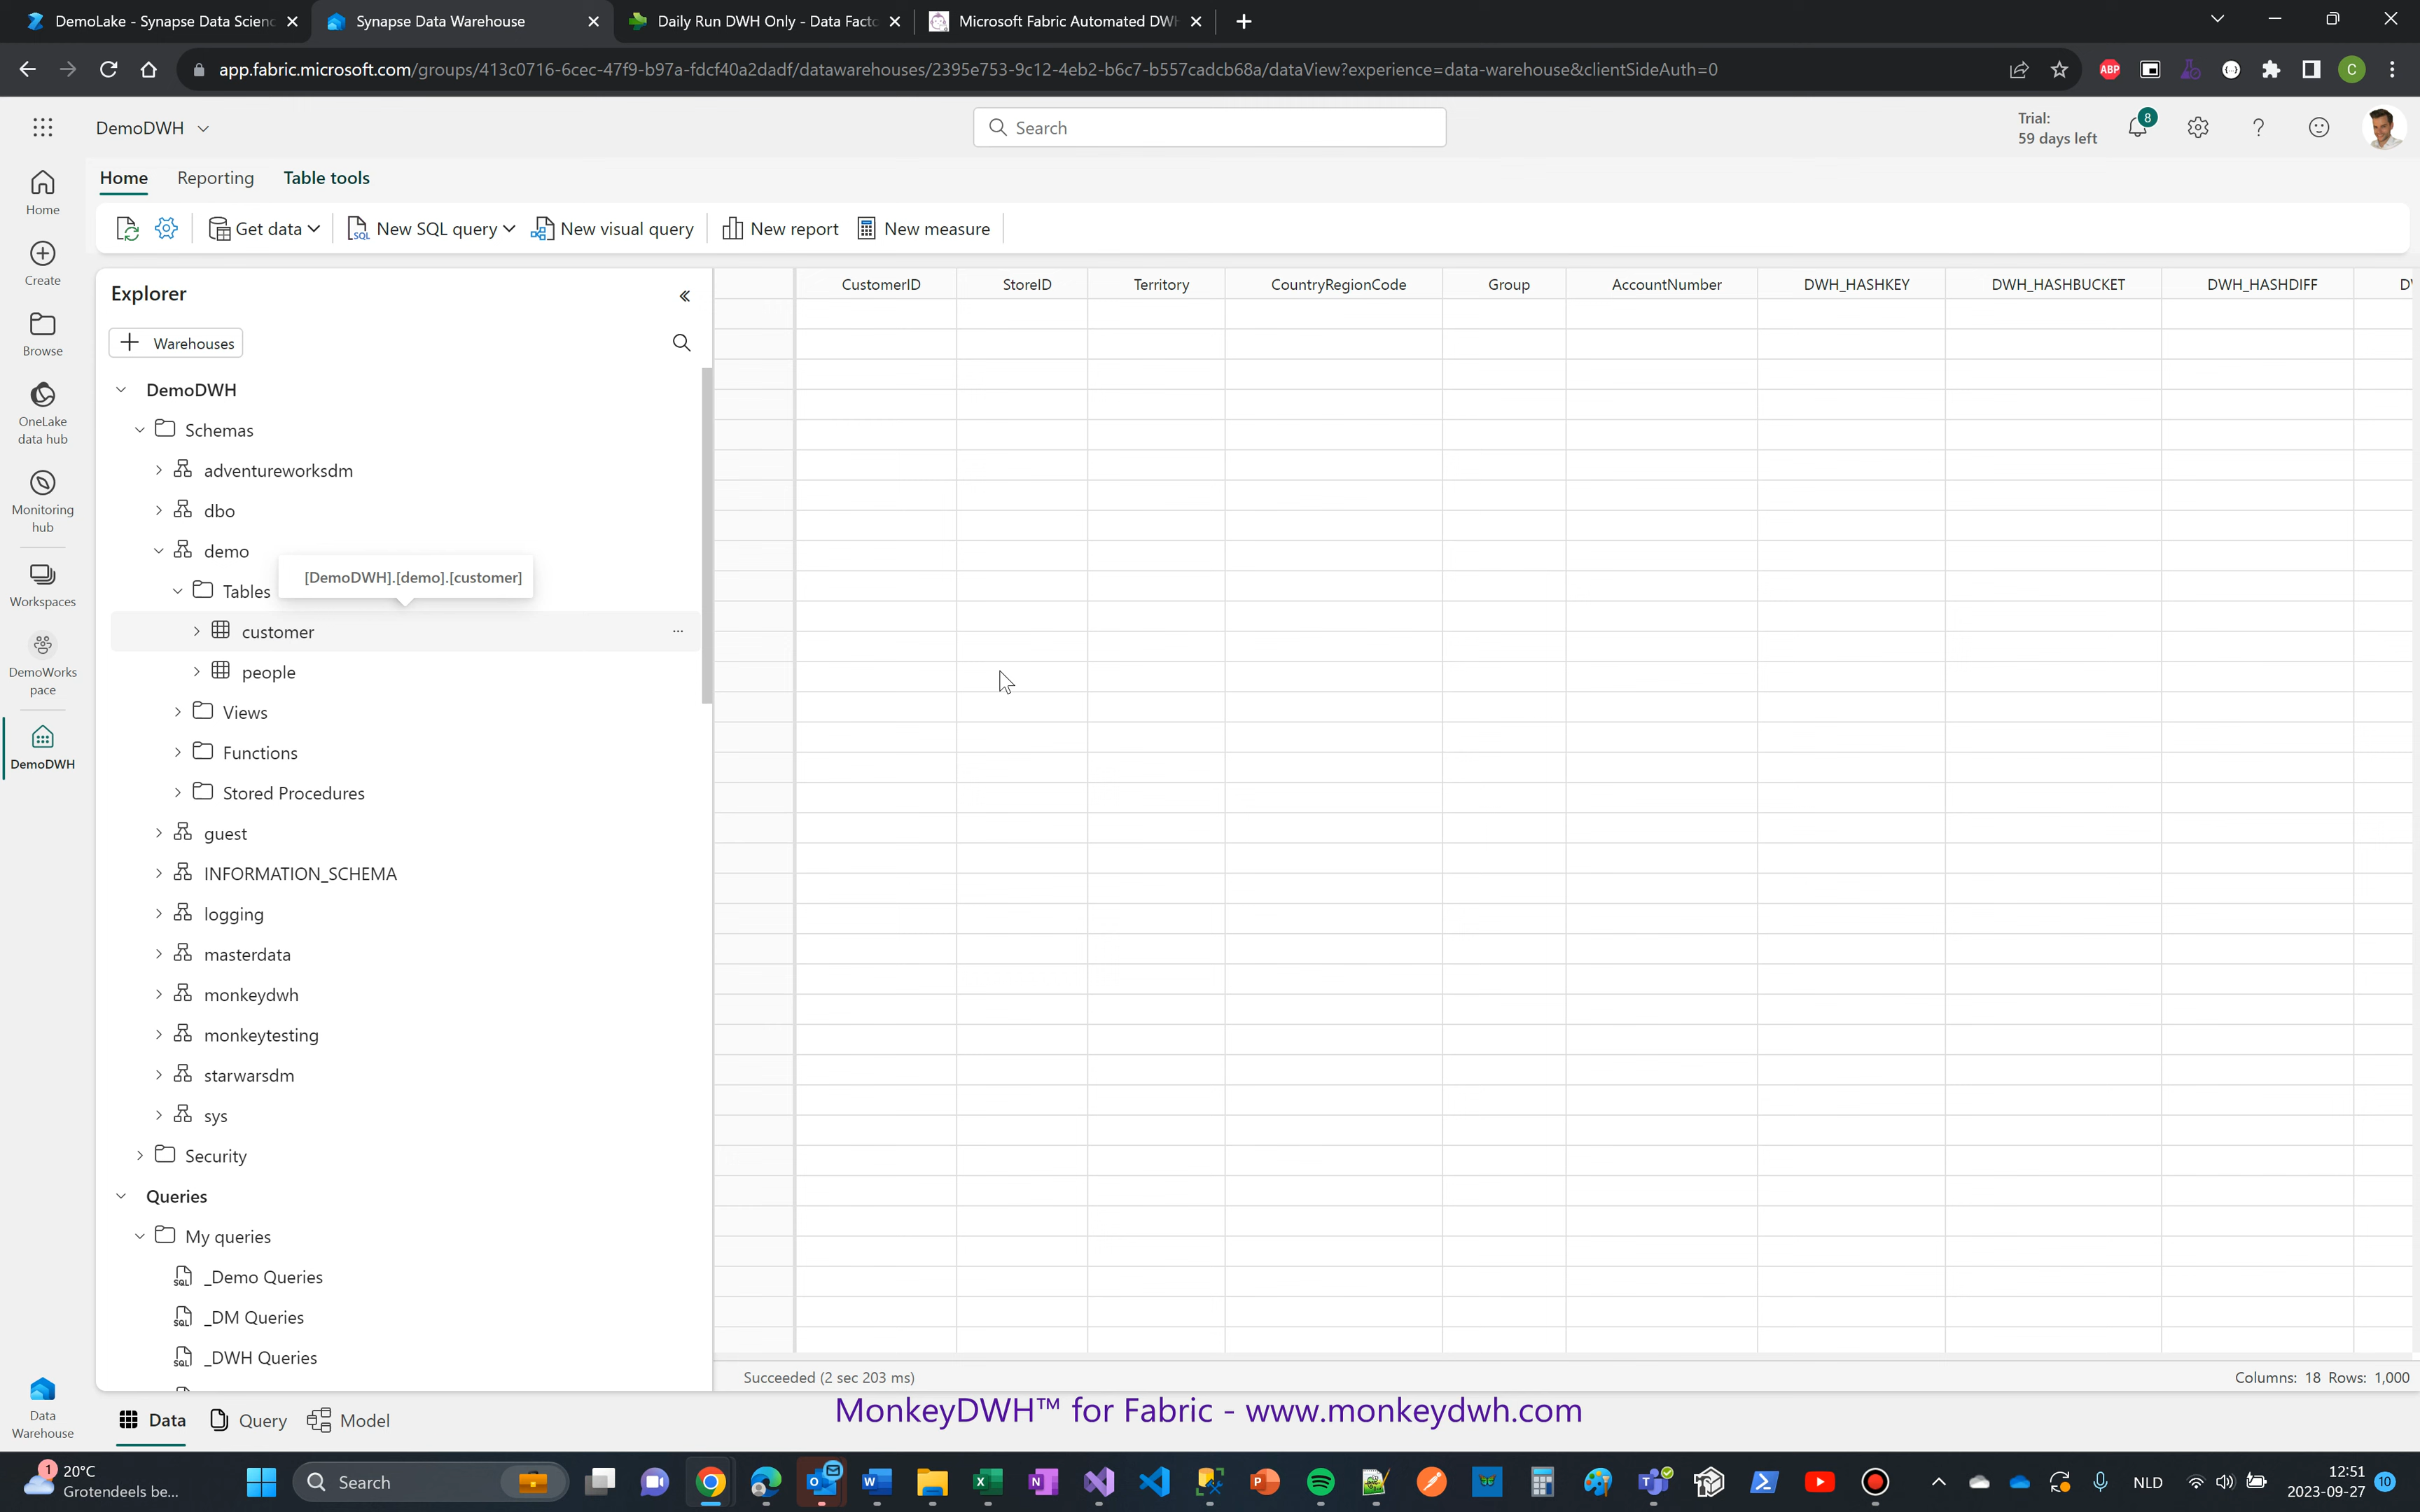 DemoLake - Synapse Data Scienc
Synapse Data Warehouse
Daily Run DWH Only - Data Facto
Microsoft Fabric Automated DWH
app.fabric.microsoft.com/groups/413c0716-6cec-47f9-b97a-fdcf40a2dadf/datawarehouses/2395e753-9c12-4eb2-b6c7-b557cadcb68a/dataView?experience=data-warehouse&clientSideAuth=0
ABP
C
DemoDWH
Search
Trial:
59 days left
8
Home
Reporting
Table tools
Get data
New SQL query
New visual query
New report
New measure
Home
Create
Browse
OneLake
data hub
Monitoring
hub
Workspaces
DemoWorks
pace
DemoDWH
Data
Warehouse
Explorer
Warehouses
DemoDWH
Schemas
adventureworksdm
dbo
demo
[DemoDWH].[demo].[customer]
Tables
customer
people
Views
Functions
Stored Procedures
guest
INFORMATION_SCHEMA
logging
masterdata
monkeydwh
monkeytesting
starwarsdm
sys
Security
Queries
My queries
_Demo Queries
_DM Queries
_DWH Queries
CustomerID StoreID Territory CountryRegionCode Group AccountNumber DWH_HASHKEY DWH_HASHBUCKET DWH_HASHDIFF
Succeeded (2 sec 203 ms)
Columns: 18 Rows: 1,000
Data
Query
Model
MonkeyDWH™ for Fabric - www.monkeydwh.com
1
20°C
Grotendeels be...
Search
NLD
12:51
2023-09-27
10